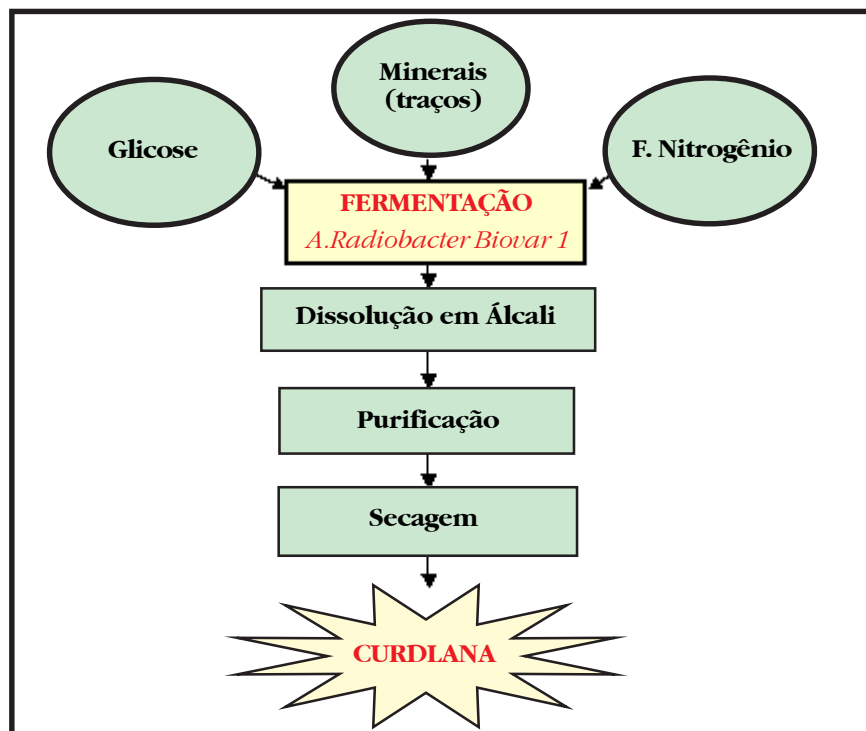 Minerais
(traços)
Glicose
F. Nitrogênio
FERMENTAÇÃO
A.Radiobacter Biovar 1
Dissolução em Álcali
Purificação
Secagem
CURDLANA